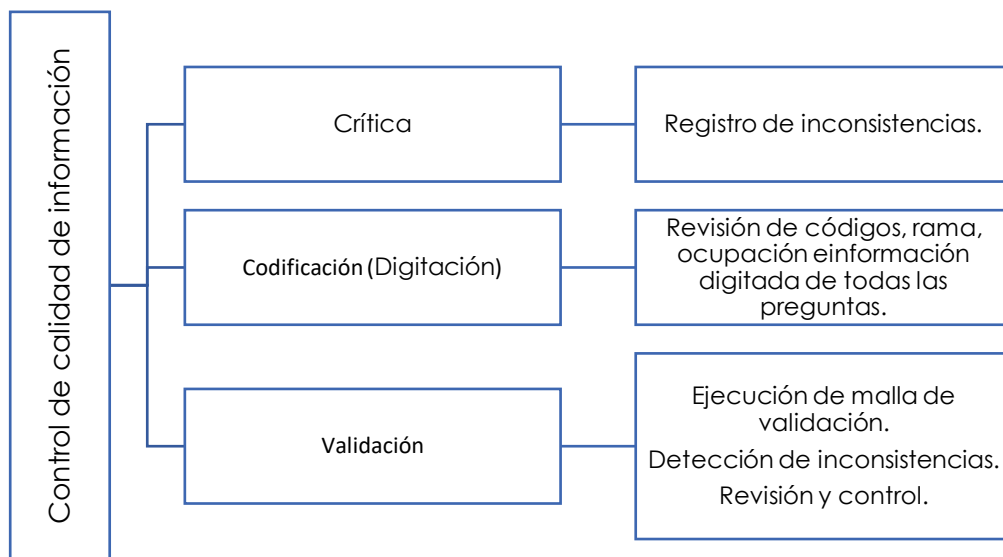 Control de calidad de información
Crítica
Registro de inconsistencias.
Codificación (Digitación)
Revisión de códigos, rama,
ocupación einformación
digitada de todas las
preguntas.
Validación
Ejecución de malla de
validación.
Detección de inconsistencias.
Revisión y control.